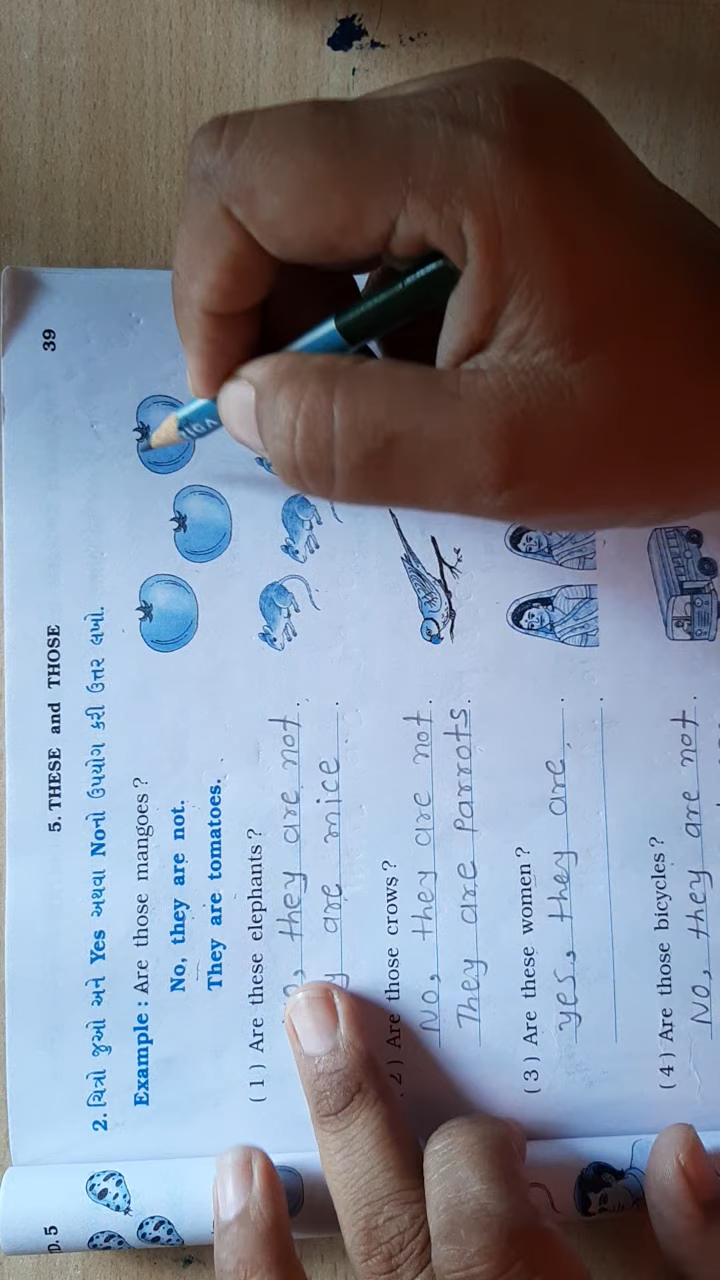 5. THESE and THOSE 39
2. ચિત્રો જુઓ અને Yes અથવા Noનો ઉપયોગ કરી ઉત્તર લખો.
Example : Are those mangoes ?
No, they are not.
They are tomatoes.
(1) Are these elephants ?
they are not.
are mice.
2) Are those crows ?
No, they are not.
They are parrots.
(3) Are these women ?
yes, they are.
(4) Are those bicycles ?
No, they are not.
D. 5